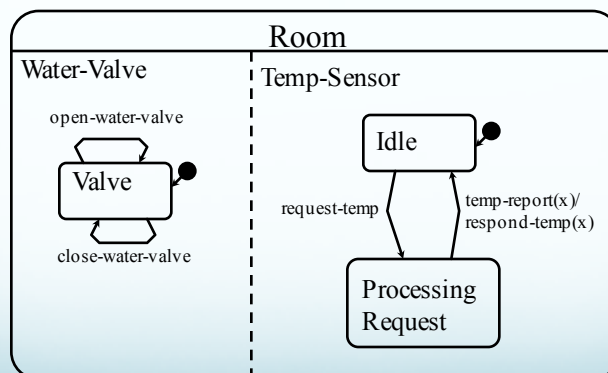 Room
Water-Valve
Temp-Sensor
open-water-valve
Valve
close-water-valve
Idle
request-temp
temp-report(x)/
respond-temp(x)
Processing
Request